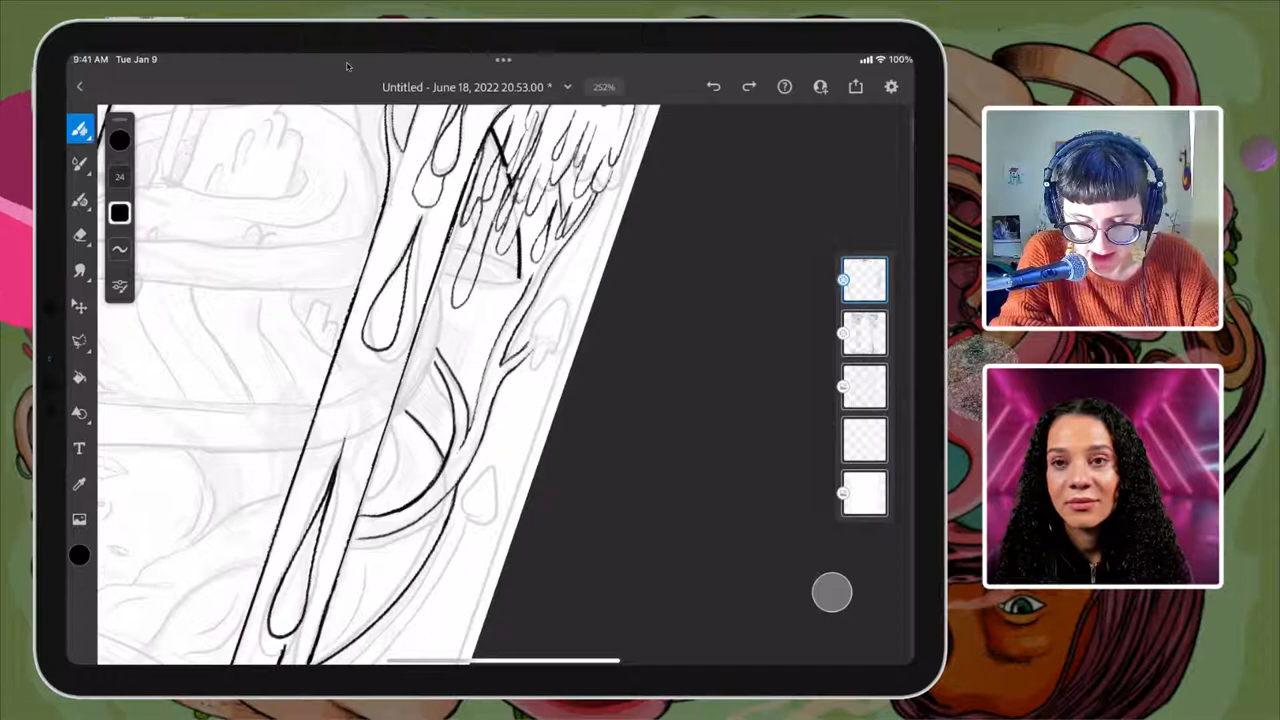 9:41 AM Tue Jan 9
100%
Untitled - June 18, 2022 20.53.00 *
252%
24
T